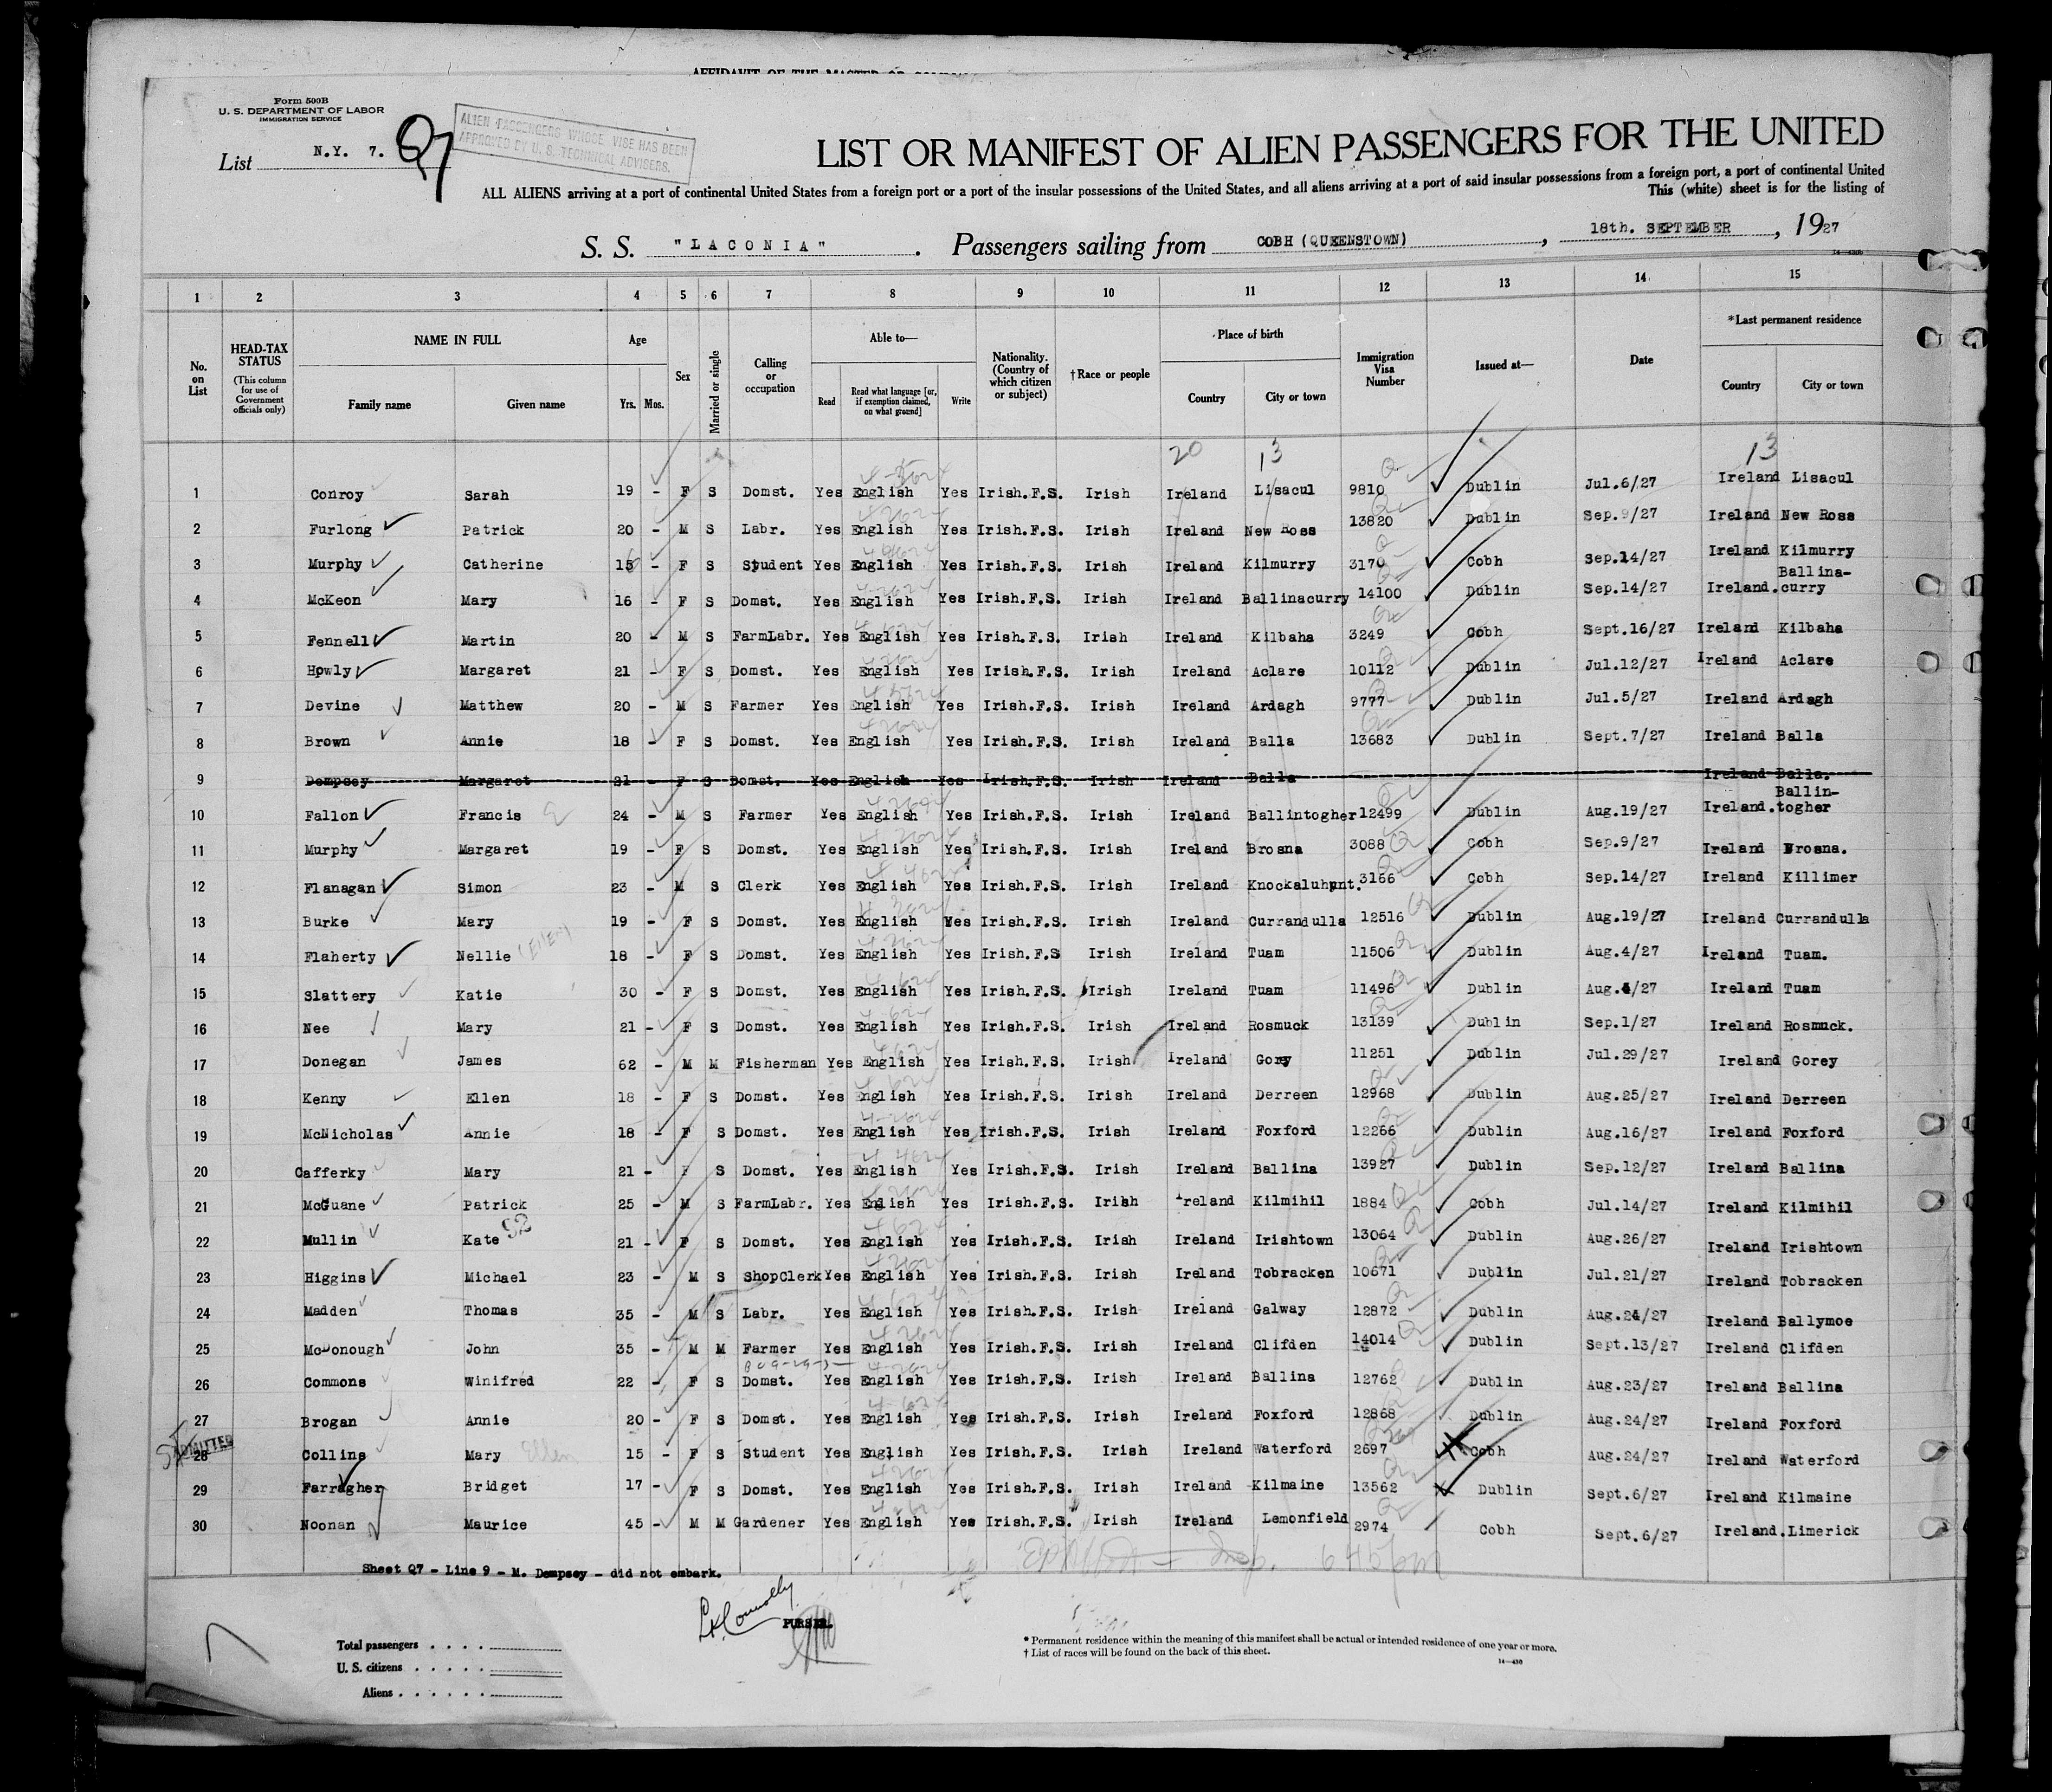 AFFIDAVIT OF THE MASTER OR
Form 500B
U. S. DEPARTMENT OF LABOR
IMMIGRATION SERVICE
List N.Y. 7. Q7
ALIEN PASSENGERS WHOSE VISE HAS BEEN
APPROVED BY U. S. TECHNICAL ADVISERS.
LIST OR MANIFEST OF ALIEN PASSENGERS FOR THE UNITED
ALL ALIENS arriving at a port of continental United States from a foreign port or a port of the insular possessions of the United States, and all aliens arriving at a port of said insular possessions from a foreign port, a port of continental United
This (white) sheet is for the listing of
S. S. "LACONIA". Passengers sailing from COBH (QUEENSTOWN), 18th. SEPTEMBER, 1927
1 2 3 4 5 6 7 8 9 10 11 12 13 14 15
No. on List
HEAD-TAX STATUS (This column for use of Government officials only)
NAME IN FULL Family name Given name
Age Yrs. Mos.
Sex
Married or single
Calling or occupation
Able to— Read Read what language [or, if exemption claimed, on what ground] Write
Nationality. (Country of which citizen or subject)
†Race or people
Place of birth Country City or town
Immigration Visa Number
Issued at—
Date
*Last permanent residence Country City or town
20 13 13
1 Conroy Sarah 19 - F S Domst. Yes English Yes Irish.F.S. Irish Ireland Lisacul 9810 Dublin Jul.6/27 Ireland Lisacul
2 Furlong Patrick 20 - M S Labr. Yes English Yes Irish.F.S. Irish Ireland New Ross 13820 Dublin Sep.9/27 Ireland New Ross
3 Murphy Catherine 15 - F S Student Yes English Yes Irish.F.S. Irish Ireland Kilmurry 3170 Cobh Sep.14/27 Ireland Kilmurry
4 McKeon Mary 16 - F S Domst. Yes English Yes Irish.F.S. Irish Ireland Ballinacurry 14100 Dublin Sep.14/27 Ireland. Ballina-curry
5 Fennell Martin 20 - M S FarmLabr. Yes English Yes Irish.F.S. Irish Ireland Kilbaha 3249 Cobh Sept.16/27 Ireland Kilbaha
6 Howly Margaret 21 - F S Domst. Yes English Yes Irish.F.S. Irish Ireland Aclare 10112 Dublin Jul.12/27 Ireland Aclare
7 Devine Matthew 20 - M S Farmer Yes English Yes Irish.F.S. Irish Ireland Ardagh 9777 Dublin Jul.5/27 Ireland Ardagh
8 Brown Annie 18 - F S Domst. Yes English Yes Irish.F.S. Irish Ireland Balla 13683 Dublin Sept.7/27 Ireland Balla
9 Dempsey Margaret 21 - F S Domst. Yes English Yes Irish.F.S. Irish Ireland Balla Ireland Balla.
10 Fallon Francis 24 - M S Farmer Yes English Yes Irish.F.S. Irish Ireland Ballintogher 12499 Dublin Aug.19/27 Ireland. Ballin-togher
11 Murphy Margaret 19 - F S Domst. Yes English Yes Irish.F.S. Irish Ireland Brosna 3088 Cobh Sep.9/27 Ireland Brosna.
12 Flanagan Simon 23 - M S Clerk Yes English Yes Irish.F.S. Irish Ireland Knockaluhunt. 3166 Cobh Sep.14/27 Ireland Killimer
13 Burke Mary 19 - F S Domst. Yes English Yes Irish.F.S. Irish Ireland Currandulla 12516 Dublin Aug.19/27 Ireland Currandulla
14 Flaherty Nellie (Ellen) 18 - F S Domst. Yes English Yes Irish.F.S Irish Ireland Tuam 11506 Dublin Aug.4/27 Ireland Tuam.
15 Slattery Katie 30 - F S Domst. Yes English Yes Irish.F.S. Irish Ireland Tuam 11496 Dublin Aug.4/27 Ireland Tuam
16 Nee Mary 21 - F S Domst. Yes English Yes Irish.F.S. Irish Ireland Rosmuck 13139 Dublin Sep.1/27 Ireland Rosmuck.
17 Donegan James 62 - M M Fisherman Yes English Yes Irish.F.S. Irish Ireland Gory 11251 Dublin Jul.29/27 Ireland Gorey
18 Kenny Ellen 18 - F S Domst. Yes English Yes Irish.F.S. Irish Ireland Derreen 12968 Dublin Aug.25/27 Ireland Derreen
19 McNicholas Annie 18 - F S Domst. Yes English Yes Irish.F.S. Irish Ireland Foxford 12266 Dublin Aug.16/27 Ireland Foxford
20 Cafferky Mary 21 - F S Domst. Yes English Yes Irish.F.S. Irish Ireland Ballina 13927 Dublin Sep.12/27 Ireland Ballina
21 McGuane Patrick 25 - M S FarmLabr. Yes English Yes Irish.F.S. Irish Ireland Kilmihil 1884 Cobh Jul.14/27 Ireland Kilmihil
22 Mullin Kate 52 21 - F S Domst. Yes English Yes Irish.F.S. Irish Ireland Irishtown 13064 Dublin Aug.26/27 Ireland Irishtown
23 Higgins Michael 23 - M S ShopClerk Yes English Yes Irish.F.S. Irish Ireland Tobracken 10671 Dublin Jul.21/27 Ireland Tobracken
24 Madden Thomas 35 - M S Labr. Yes English Yes Irish.F.S. Irish Ireland Galway 12872 Dublin Aug.24/27 Ireland Ballymoe
25 McDonough John 35 - M M Farmer Yes English Yes Irish.F.S. Irish Ireland Clifden 14014 Dublin Sept.13/27 Ireland Clifden
26 Commons Winifred 22 - F S Domst. Yes English Yes Irish.F.S. Irish Ireland Ballina 12762 Dublin Aug.23/27 Ireland Ballina
27 Brogan Annie 20 - F S Domst. Yes English Yes Irish.F.S. Irish Ireland Foxford 12868 Dublin Aug.24/27 Ireland Foxford
ADMITTED
28 Collins Mary Ellen 15 - F S Student Yes English Yes Irish.F.S. Irish Ireland Waterford 2697 Cobh Aug.24/27 Ireland Waterford
29 Farragher Bridget 17 - F S Domst. Yes English Yes Irish.F.S. Irish Ireland Kilmaine 13562 Dublin Sept.6/27 Ireland Kilmaine
30 Noonan Maurice 45 - M M Gardener Yes English Yes Irish.F.S. Irish Ireland Lemonfield 2974 Cobh Sept.6/27 Ireland. Limerick
Insp. 645 pm
Sheet Q7 - Line 9 - M. Dempsey - did not embark.
Connolly
PURSER.
Total passengers . . . .
U. S. citizens . . . . .
Aliens . . . . . .
* Permanent residence within the meaning of this manifest shall be actual or intended residence of one year or more.
† List of races will be found on the back of this sheet.
14—430